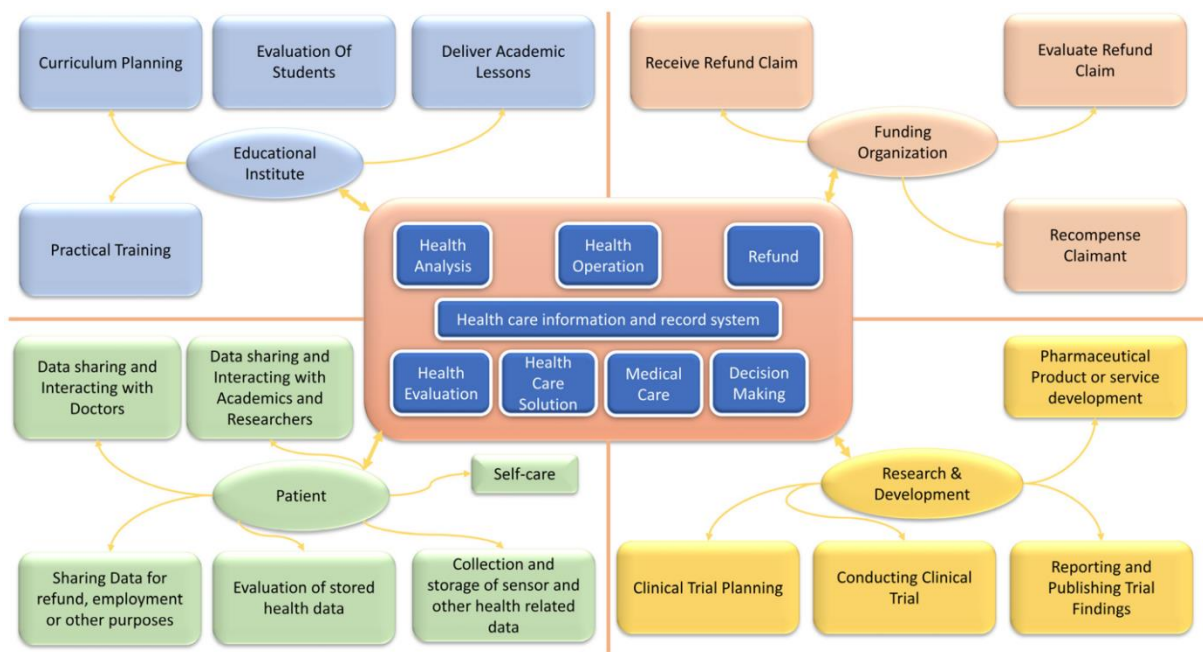 Curriculum Planning
Evaluation Of
Students
Deliver Academic
Lessons
Educational
Institute
Practical Training
Receive Refund Claim
Evaluate Refund
Claim
Funding
Organization
Recompense
Claimant
Health
Analysis
Health
Operation
Refund
Health care information and record system
Health
Evaluation
Health
Care
Solution
Medical
Care
Decision
Making
Data sharing and
Interacting with
Doctors
Data sharing and
Interacting with
Academics and
Researchers
Self-care
Patient
Sharing Data for
refund, employment
or other purposes
Evaluation of stored
health data
Collection and
storage of sensor and
other health related
data
Pharmaceutical
Product or service
development
Research &
Development
Clinical Trial Planning
Conducting Clinical
Trial
Reporting and
Publishing Trial
Findings